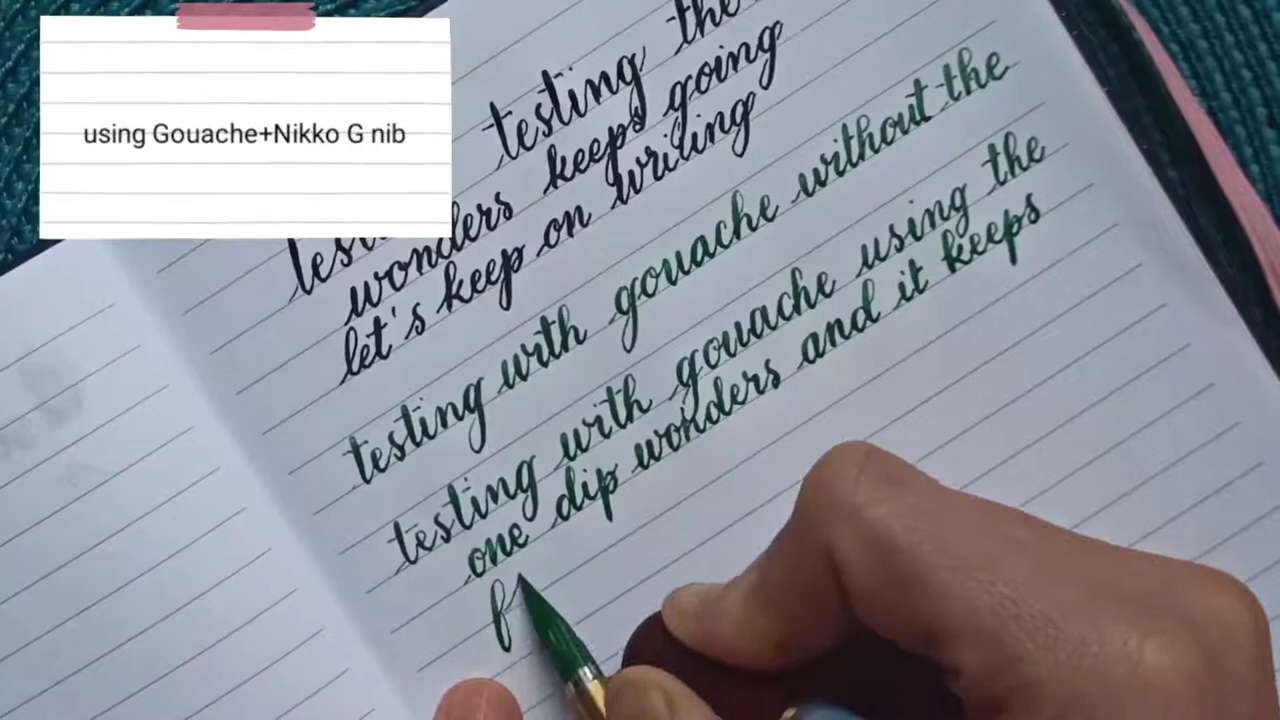 using Gouache+Nikko G nib
testing the
wonders keeps going
let's keep on writing
testing with gouache without the
testing with gouache using the
one dip wonders and it keeps
f